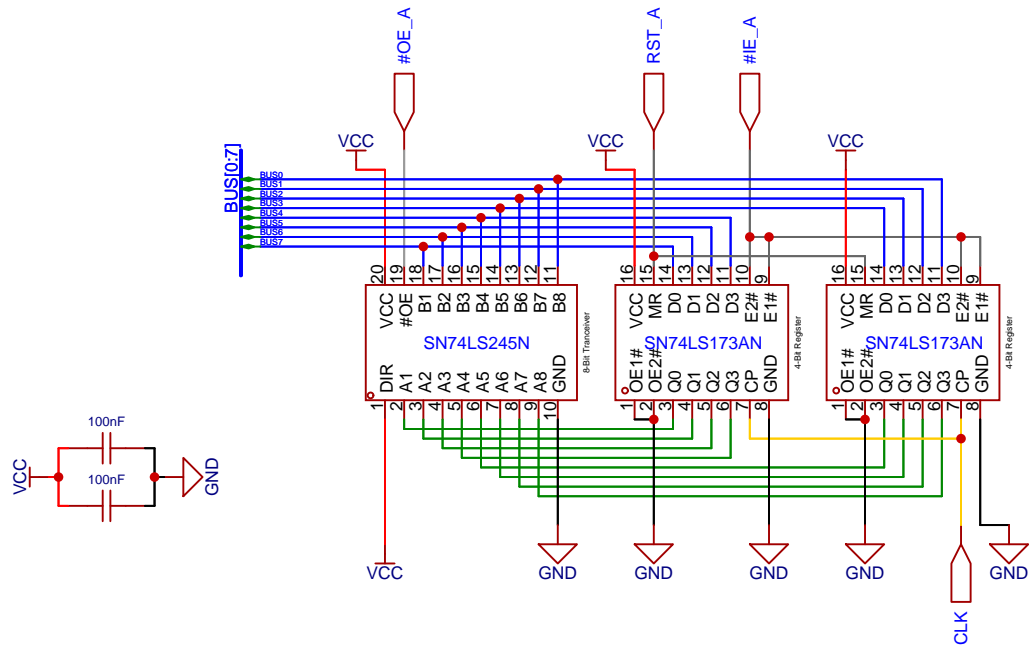 #OE_A
RST_A
#IE_A
VCC
VCC
VCC
BUS[0:7]
BUS0
BUS1
BUS2
BUS3
BUS4
BUS5
BUS6
BUS7
20 19 18 17 16 15 14 13 12 11
VCC #OE B1 B2 B3 B4 B5 B6 B7 B8
SN74LS245N
8-Bit Tranceiver
DIR A1 A2 A3 A4 A5 A6 A7 A8 GND
1 2 3 4 5 6 7 8 9 10
16 15 14 13 12 11 10 9
VCC MR D0 D1 D2 D3 E2# E1#
SN74LS173AN
4-Bit Register
OE1# OE2# Q0 Q1 Q2 Q3 CP GND
1 2 3 4 5 6 7 8
16 15 14 13 12 11 10 9
VCC MR D0 D1 D2 D3 E2# E1#
SN74LS173AN
4-Bit Register
OE1# OE2# Q0 Q1 Q2 Q3 CP GND
1 2 3 4 5 6 7 8
100nF
100nF
VCC
GND
VCC
GND
GND
GND
GND
GND
CLK